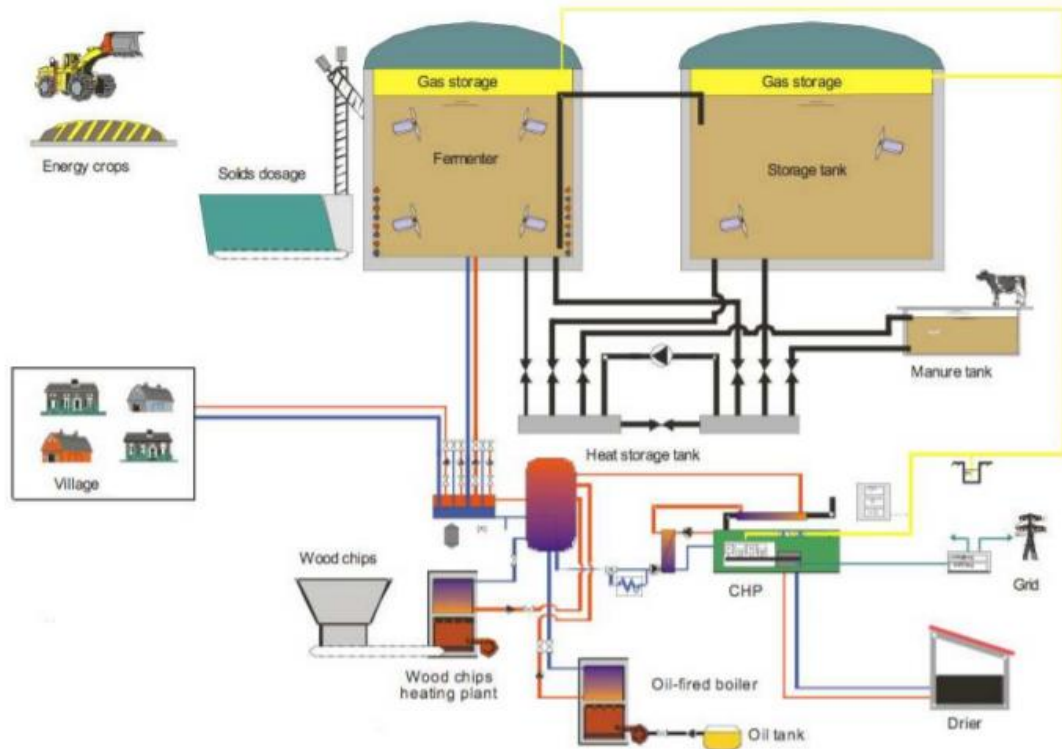 Gas storage
Gas storage
Fermenter
Storage tank
Energy crops
Solids dosage
Manure tank
Heat storage tank
Village
Wood chips
CHP
Grid
Wood chips
heating plant
Oil-fired boiler
Oil tank
Drier